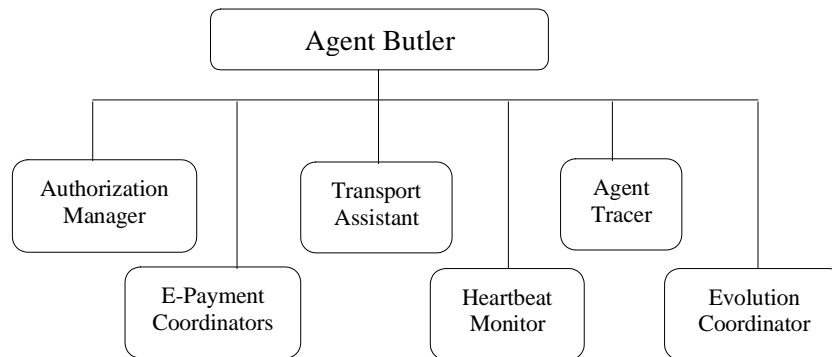 Agent Butler
Authorization
Manager
Transport
Assistant
Agent
Tracer
E-Payment
Coordinators
Heartbeat
Monitor
Evolution
Coordinator